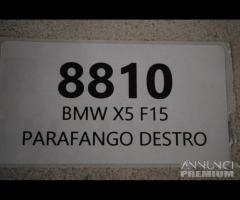 8810
BMW X5 F15
PARAFANGO DESTRO
ANNUNCI
PREMIUM